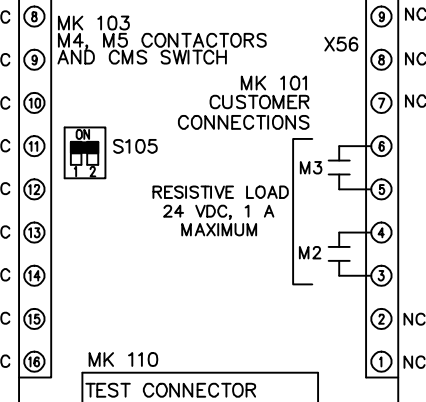 C 8 MK 103 9 NC
M4, M5 CONTACTORS X56
C 9 AND CMS SWITCH 8 NC
MK 101
C 10 CUSTOMER 7 NC
CONNECTIONS
ON
C 11 S105 6
1 2 M3
C 12 RESISTIVE LOAD 5
24 VDC, 1 A
C 13 MAXIMUM 4
M2
C 14 3
C 15 2 NC
C 16 MK 110 1 NC
TEST CONNECTOR